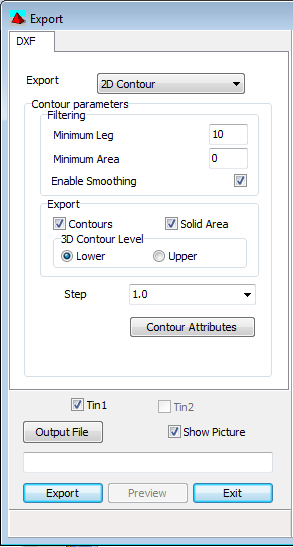 Export
DXF
Export 2D Contour
Contour parameters
Filtering
Minimum Leg 10
Minimum Area 0
Enable Smoothing
Export
Contours Solid Area
3D Contour Level
Lower Upper
Step 1.0
Contour Attributes
Tin1 Tin2
Output File Show Picture
Export Preview Exit